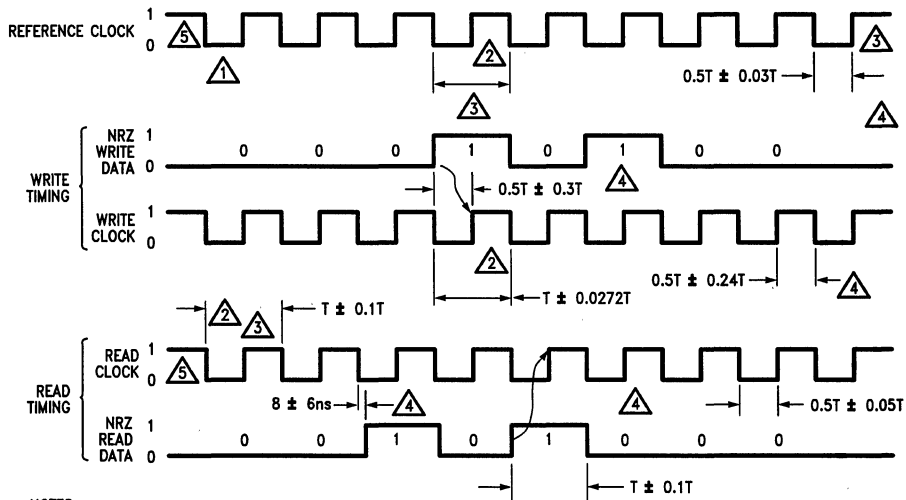 REFERENCE CLOCK 1 0 5 1 2 3 3 0.5T ± 0.03T 4
WRITE TIMING
NRZ WRITE DATA 1 0
0 0 0 1 0 1 0 0
4
0.5T ± 0.3T
WRITE CLOCK 1 0
2
0.5T ± 0.24T 4
T ± 0.0272T
2 3 T ± 0.1T
READ TIMING
READ CLOCK 1 0
5
8 ± 6ns 4 4 0.5T ± 0.05T
NRZ READ DATA 1 0
0 0 1 0 1 0 0 0
T ± 0.1T